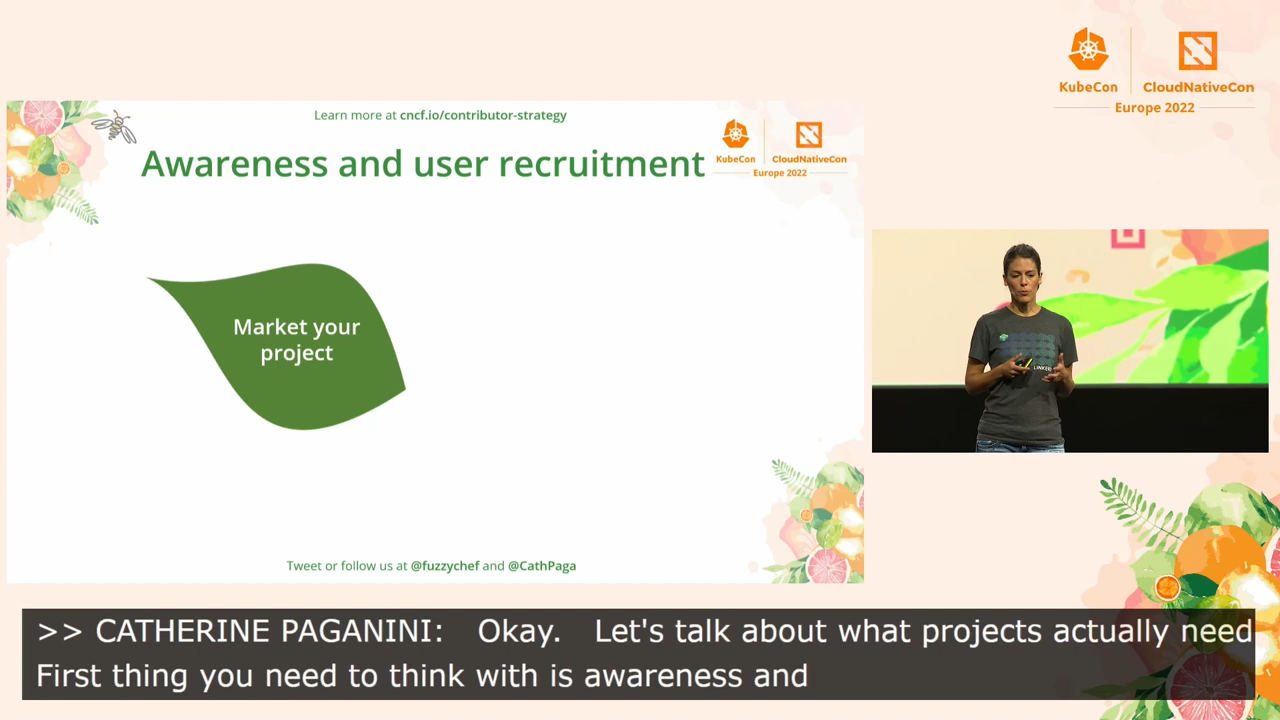 KubeCon
CloudNativeCon
Europe 2022
Learn more at cncf.io/contributor-strategy
Awareness and user recruitment
KubeCon
CloudNativeCon
Europe 2022
Market your
project
LINKER
Tweet or follow us at @fuzzychef and @CathPaga
>> CATHERINE PAGANINI: Okay. Let's talk about what projects actually need
First thing you need to think with is awareness and